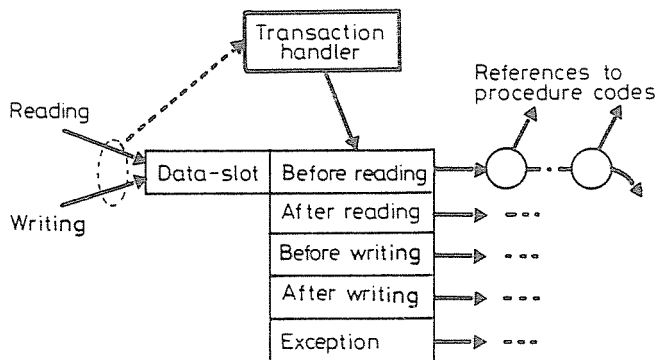 Transaction
handler
References to
procedure codes
Reading
Writing
Data-slot
Before reading
After reading
Before writing
After writing
Exception